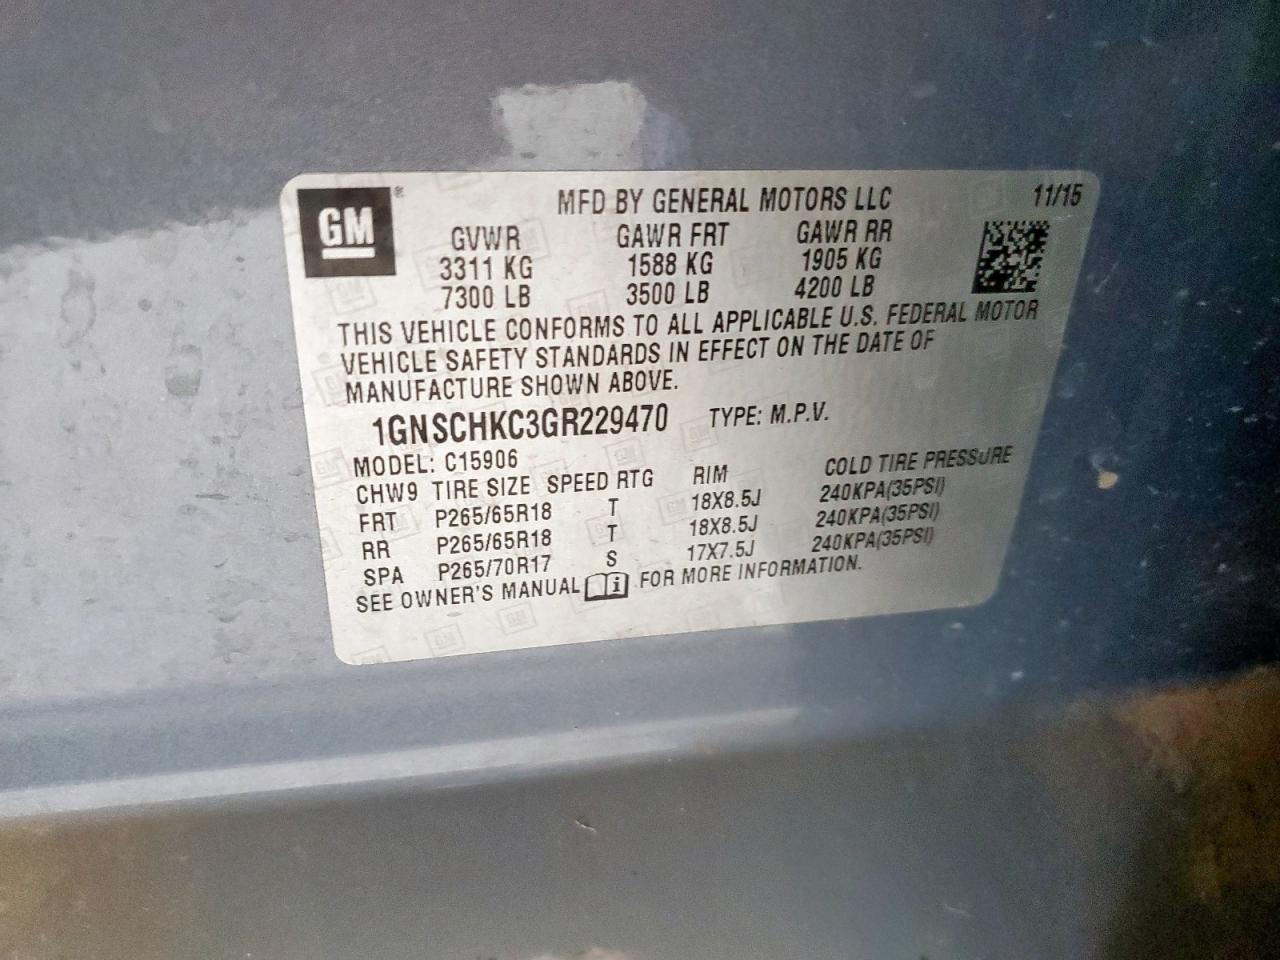 GM® MFD BY GENERAL MOTORS LLC 11/15
GVWR GAWR FRT GAWR RR
3311 KG 1588 KG 1905 KG
7300 LB 3500 LB 4200 LB
THIS VEHICLE CONFORMS TO ALL APPLICABLE U.S. FEDERAL MOTOR
VEHICLE SAFETY STANDARDS IN EFFECT ON THE DATE OF
MANUFACTURE SHOWN ABOVE.
1GNSCHKC3GR229470 TYPE: M.P.V.
MODEL: C15906
CHW9 TIRE SIZE SPEED RTG RIM COLD TIRE PRESSURE
FRT P265/65R18 T 18X8.5J 240KPA(35PSI)
RR P265/65R18 T 18X8.5J 240KPA(35PSI)
SPA P265/70R17 S 17X7.5J 240KPA(35PSI)
SEE OWNER'S MANUAL FOR MORE INFORMATION.